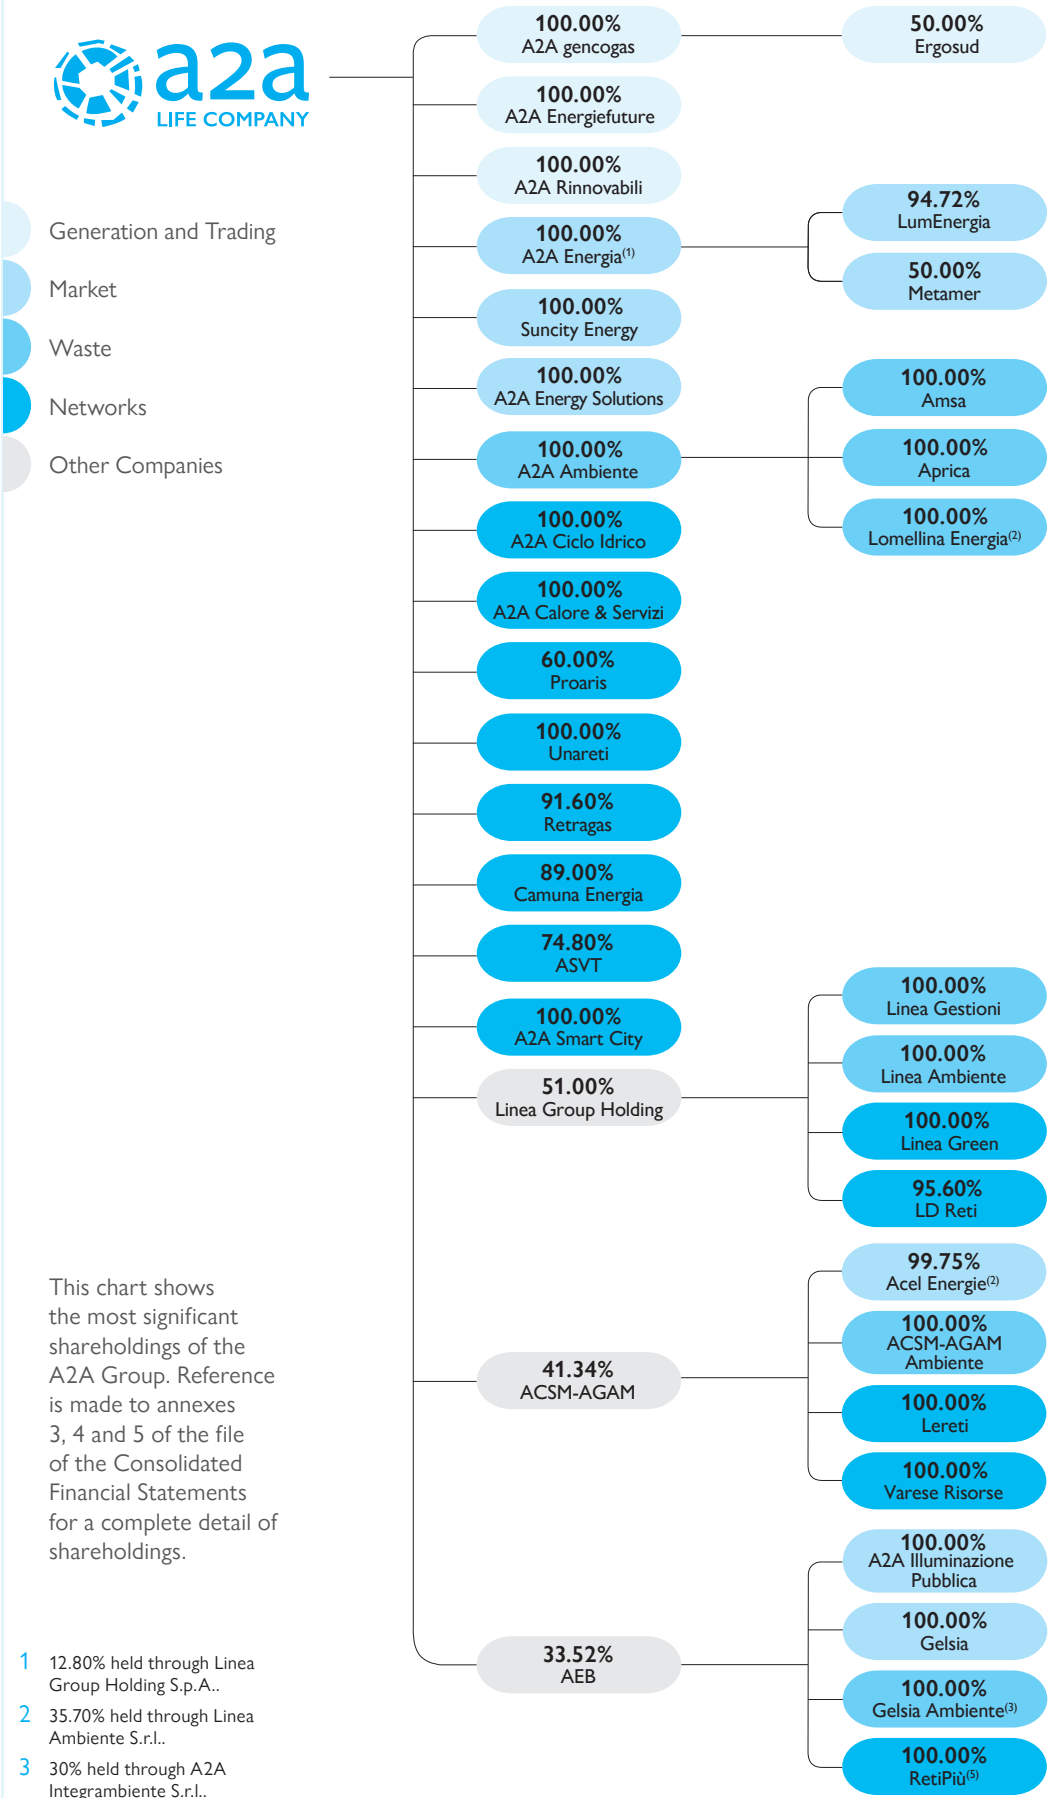 a2a
LIFE COMPANY
Generation and Trading
Market
Waste
Networks
Other Companies
100.00%
A2A gencogas
50.00%
Ergosud
100.00%
A2A Energiefuture
100.00%
A2A Rinnovabili
100.00%
A2A Energia(1)
94.72%
LumEnergia
50.00%
Metamer
100.00%
Suncity Energy
100.00%
A2A Energy Solutions
100.00%
A2A Ambiente
100.00%
Amsa
100.00%
Aprica
100.00%
Lomellina Energia(2)
100.00%
A2A Ciclo Idrico
100.00%
A2A Calore & Servizi
60.00%
Proaris
100.00%
Unareti
91.60%
Retragas
89.00%
Camuna Energia
74.80%
ASVT
100.00%
A2A Smart City
51.00%
Linea Group Holding
100.00%
Linea Gestioni
100.00%
Linea Ambiente
100.00%
Linea Green
95.60%
LD Reti
41.34%
ACSM-AGAM
99.75%
Acel Energie(2)
100.00%
ACSM-AGAM
Ambiente
100.00%
Lereti
100.00%
Varese Risorse
33.52%
AEB
100.00%
A2A Illuminazione
Pubblica
100.00%
Gelsia
100.00%
Gelsia Ambiente(3)
100.00%
RetiPiù(5)
This chart shows
the most significant
shareholdings of the
A2A Group. Reference
is made to annexes
3, 4 and 5 of the file
of the Consolidated
Financial Statements
for a complete detail of
shareholdings.
1 12.80% held through Linea
Group Holding S.p.A..
2 35.70% held through Linea
Ambiente S.r.l..
3 30% held through A2A
Integrambiente S.r.l..